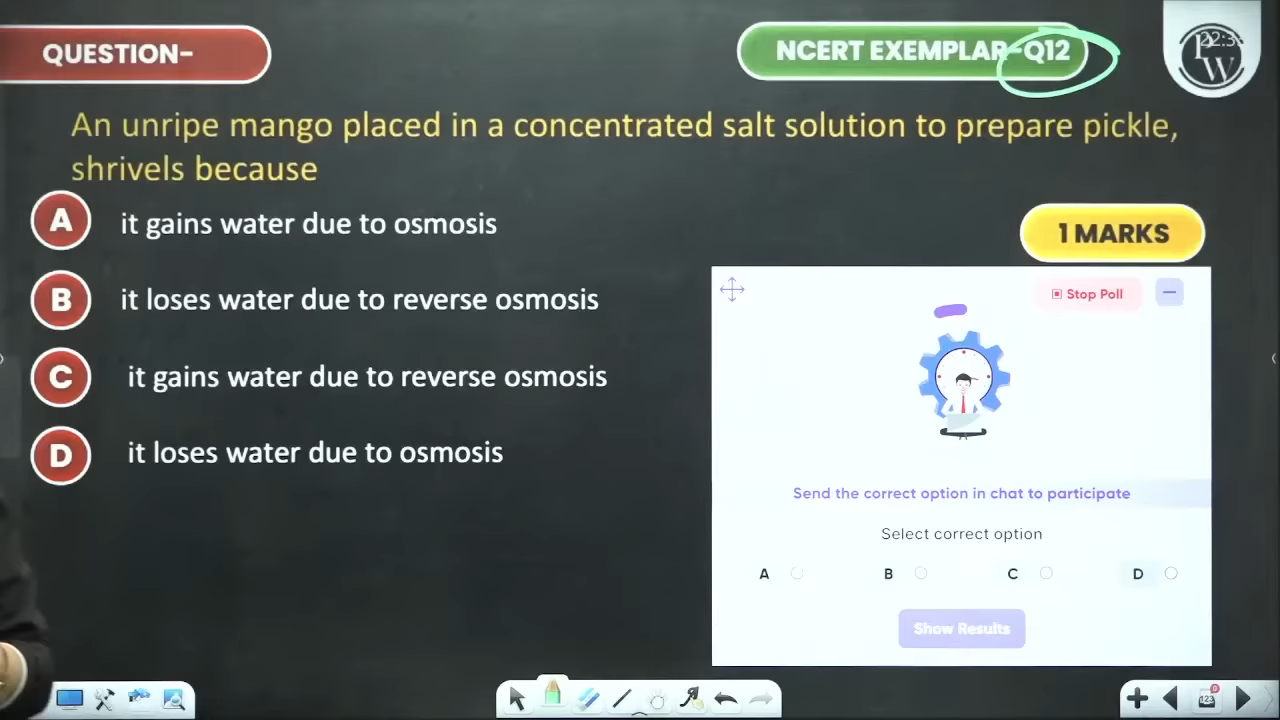 QUESTION-
NCERT EXEMPLAR-Q12
PW
An unripe mango placed in a concentrated salt solution to prepare pickle,
shrivels because
A it gains water due to osmosis
1 MARKS
B it loses water due to reverse osmosis
Stop Poll
C it gains water due to reverse osmosis
D it loses water due to osmosis
Send the correct option in chat to participate
Select correct option
A B C D
Show Results